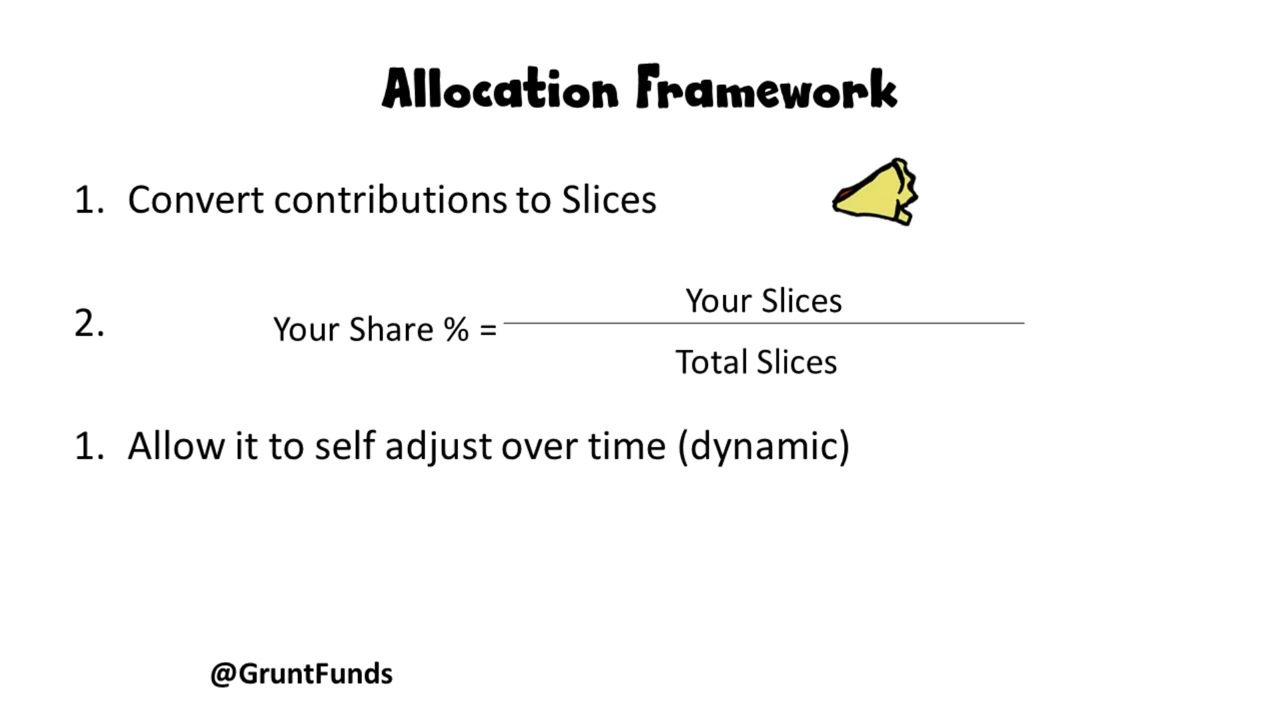 Allocation Framework
1. Convert contributions to Slices
2. Your Share % = Your Slices
Total Slices
1. Allow it to self adjust over time (dynamic)
@GruntFunds